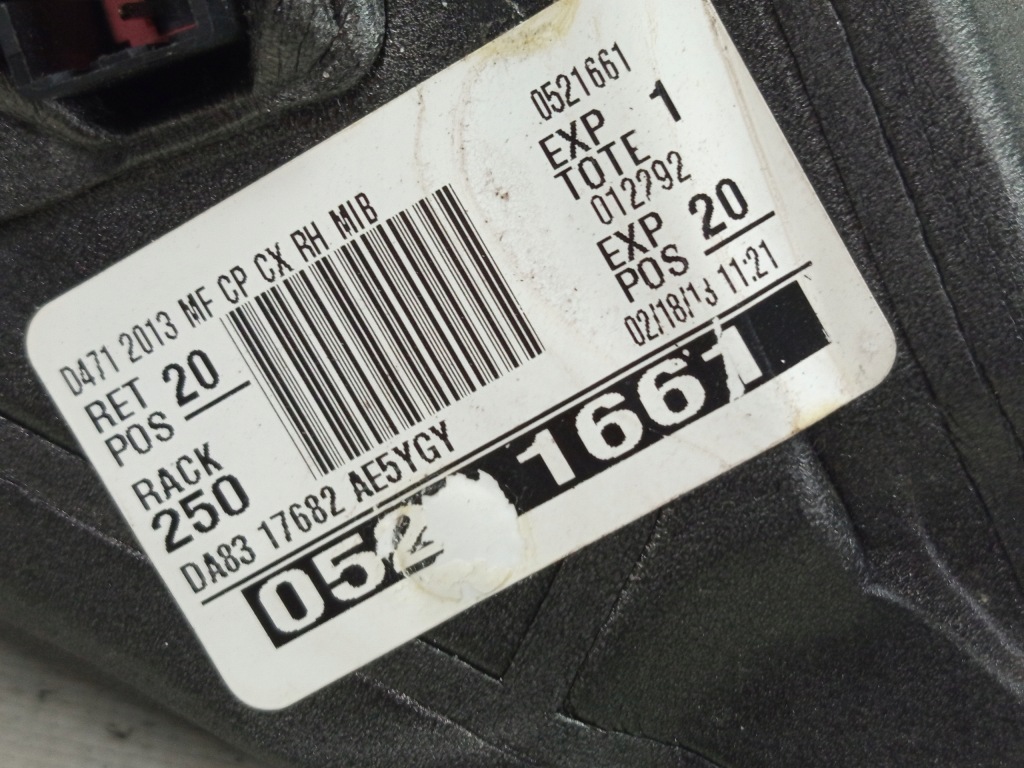 D471 2013 MF CP CX RH MIB
RET POS 20
RACK
250
DA83 17682 AE5YGY
0521661
EXP TOTE 1
012292
EXP POS 20
02/18/13 11:21
052 1661